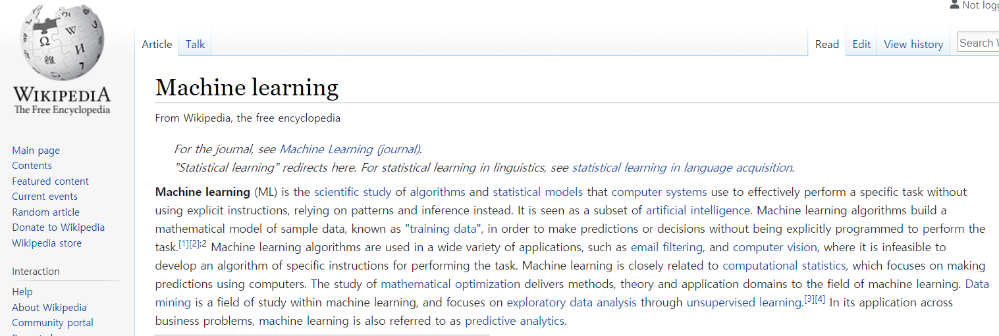 Not
Article Talk Read Edit View history Search
WIKIPEDIA
The Free Encyclopedia
Machine learning
From Wikipedia, the free encyclopedia
For the journal, see Machine Learning (journal).
"Statistical learning" redirects here. For statistical learning in linguistics, see statistical learning in language acquisition.
Main page
Contents
Featured content
Current events
Random article
Donate to Wikipedia
Wikipedia store
Interaction
Help
About Wikipedia
Community portal
Machine learning (ML) is the scientific study of algorithms and statistical models that computer systems use to effectively perform a specific task without
using explicit instructions, relying on patterns and inference instead. It is seen as a subset of artificial intelligence. Machine learning algorithms build a
mathematical model of sample data, known as "training data", in order to make predictions or decisions without being explicitly programmed to perform the
task.[1][2]:2 Machine learning algorithms are used in a wide variety of applications, such as email filtering, and computer vision, where it is infeasible to
develop an algorithm of specific instructions for performing the task. Machine learning is closely related to computational statistics, which focuses on making
predictions using computers. The study of mathematical optimization delivers methods, theory and application domains to the field of machine learning. Data
mining is a field of study within machine learning, and focuses on exploratory data analysis through unsupervised learning.[3][4] In its application across
business problems, machine learning is also referred to as predictive analytics.